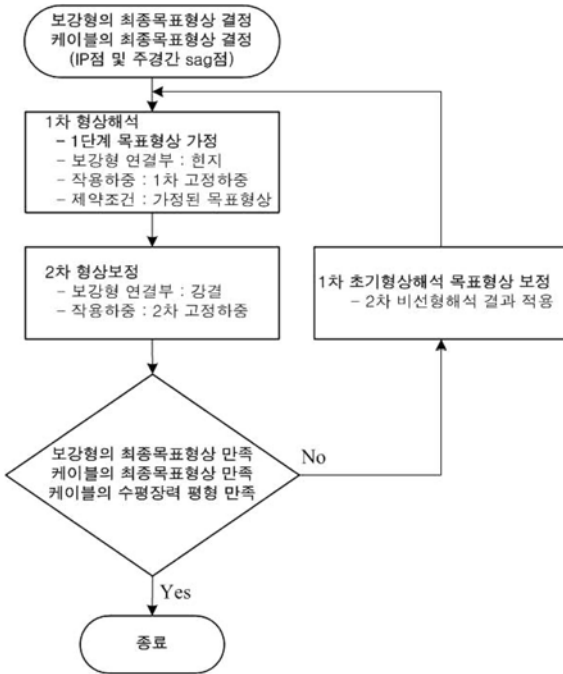 보강형의 최종목표형상 결정
케이블의 최종목표형상 결정
(IP점 및 주경간 sag점)
1차 형상해석
– 1단계 목표형상 가정
– 보강형 연결부 : 힌지
– 작용하중 : 1차 고정하중
– 제약조건 : 가정된 목표형상
2차 형상보정
– 보강형 연결부 : 강결
– 작용하중 : 2차 고정하중
1차 초기형상해석 목표형상 보정
– 2차 비선형해석 결과 적용
보강형의 최종목표형상 만족
케이블의 최종목표형상 만족
케이블의 수평장력 평형 만족
No
Yes
종료